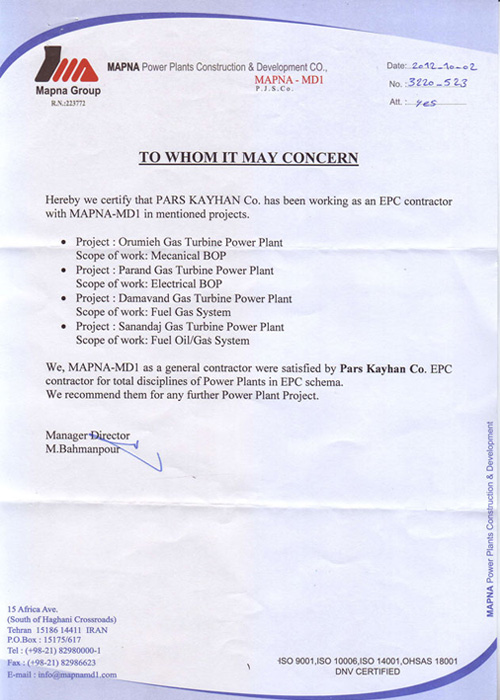 MAPNA Power Plants Construction & Development CO.,
MAPNA - MD1
P.J.S.Co.
Mapna Group
R.N.:223772
Date: 2012-10-02
No. :3220-523
Att. : yes
TO WHOM IT MAY CONCERN
Hereby we certify that PARS KAYHAN Co. has been working as an EPC contractor
with MAPNA-MD1 in mentioned projects.
• Project : Orumieh Gas Turbine Power Plant
Scope of work: Mecanical BOP
• Project : Parand Gas Turbine Power Plant
Scope of work: Electrical BOP
• Project : Damavand Gas Turbine Power Plant
Scope of work: Fuel Gas System
• Project : Sanandaj Gas Turbine Power Plant
Scope of work: Fuel Oil/Gas System
We, MAPNA-MD1 as a general contractor were satisfied by Pars Kayhan Co. EPC
contractor for total disciplines of Power Plants in EPC schema.
We recommend them for any further Power Plant Project.
Manager Director
M.Bahmanpour
MAPNA Power Plants Construction & Development
15 Africa Ave.
(South of Haghani Crossroads)
Tehran 15186 14411 IRAN
P.O.Box : 15175/617
Tel : (+98-21) 82980000-1
Fax : (+98-21) 82986623
E-mail : info@mapnamd1.com
ISO 9001,ISO 10006,ISO 14001,OHSAS 18001
DNV CERTIFIED